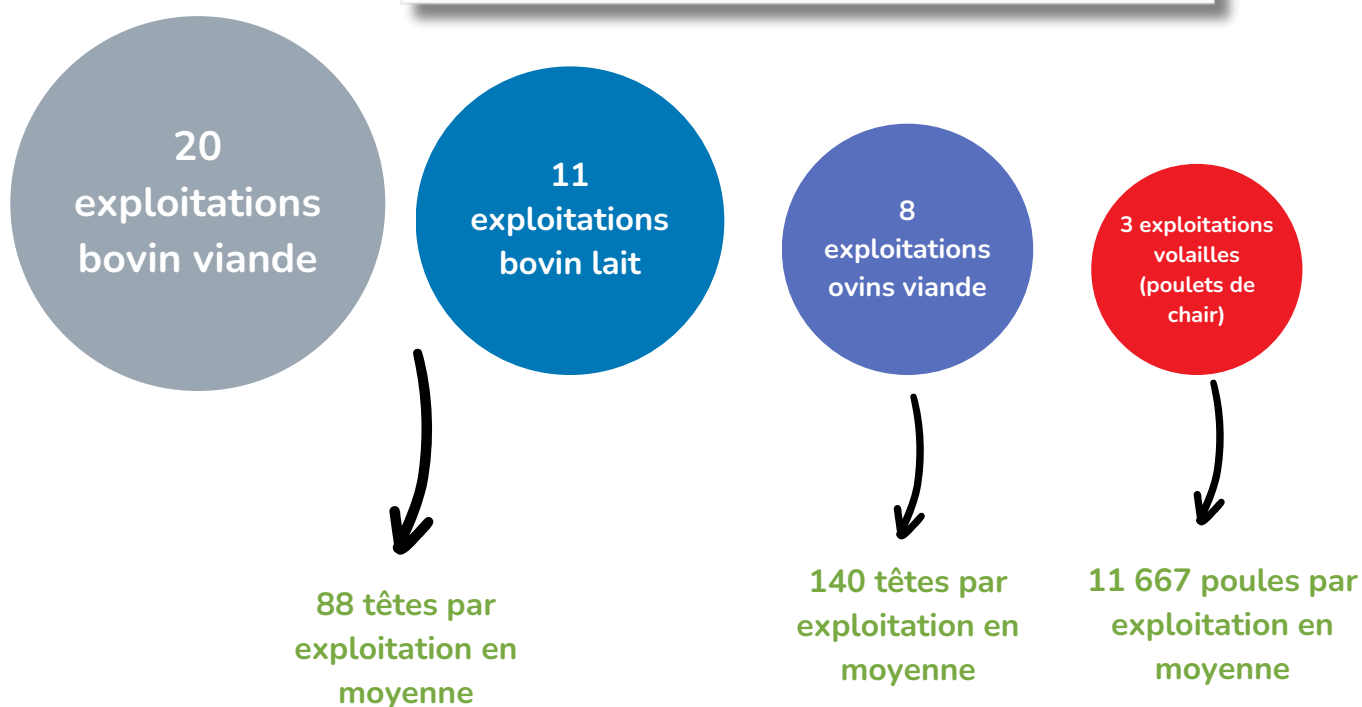 20
exploitations
bovin viande
11
exploitations
bovin lait
8
exploitations
ovins viande
3 exploitations
volailles
(poulets de
chair)
88 têtes par
exploitation en
moyenne
140 têtes par
exploitation en
moyenne
11 667 poules par
exploitation en
moyenne